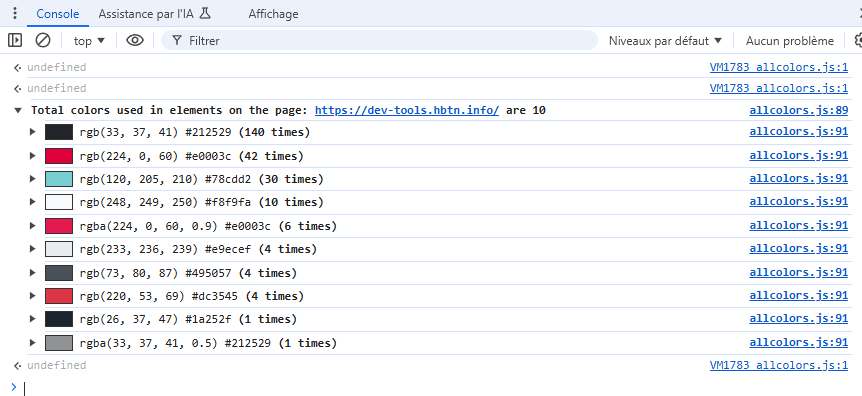 Console Assistance par l'IA Affichage
top Filtrer Niveaux par défaut Aucun problème
undefined VM1783 allcolors.js:1
undefined VM1783 allcolors.js:1
Total colors used in elements on the page: https://dev-tools.hbtn.info/ are 10 allcolors.js:89
rgb(33, 37, 41) #212529 (140 times) allcolors.js:91
rgb(224, 0, 60) #e0003c (42 times) allcolors.js:91
rgb(120, 205, 210) #78cdd2 (30 times) allcolors.js:91
rgb(248, 249, 250) #f8f9fa (10 times) allcolors.js:91
rgba(224, 0, 60, 0.9) #e0003c (6 times) allcolors.js:91
rgb(233, 236, 239) #e9ecef (4 times) allcolors.js:91
rgb(73, 80, 87) #495057 (4 times) allcolors.js:91
rgb(220, 53, 69) #dc3545 (4 times) allcolors.js:91
rgb(26, 37, 47) #1a252f (1 times) allcolors.js:91
rgba(33, 37, 41, 0.5) #212529 (1 times) allcolors.js:91
undefined VM1783 allcolors.js:1